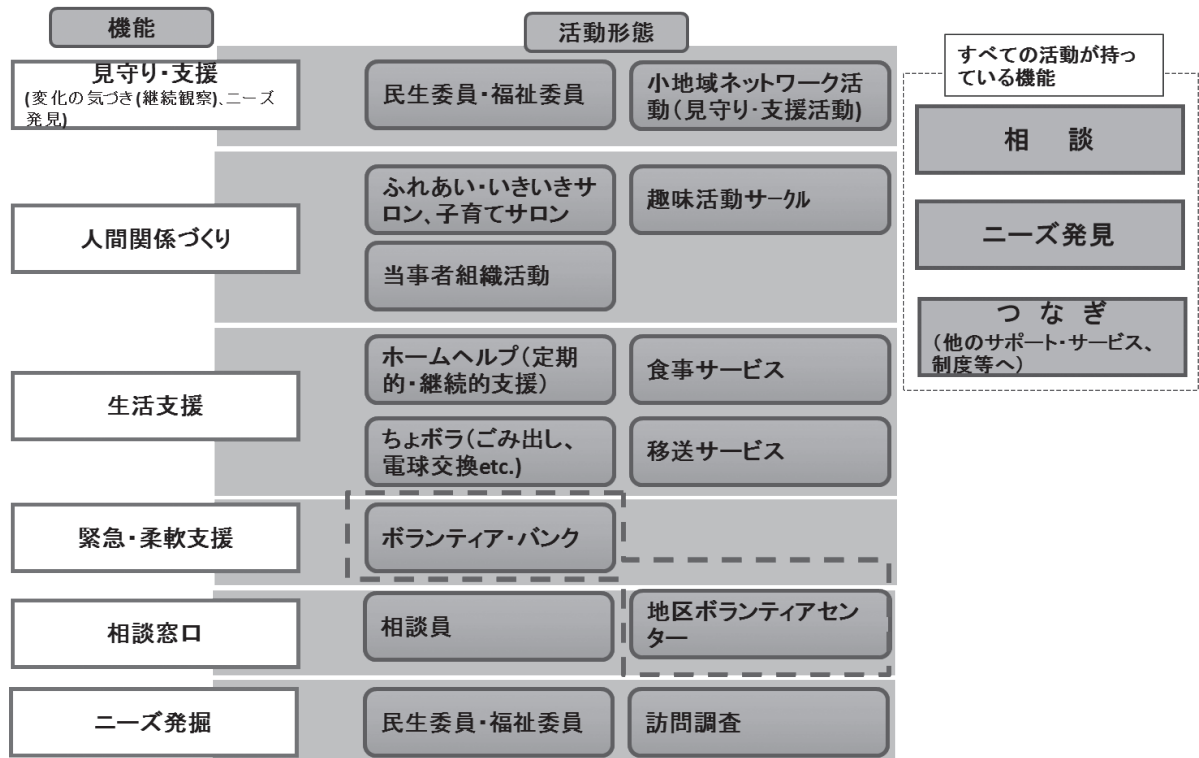 機能
活動形態
見守り・支援
(変化の気づき(継続観察)、ニーズ
発見)
民生委員・福祉委員
小地域ネットワーク活
動(見守り・支援活動)
人間関係づくり
ふれあい・いきいきサ
ロン、子育てサロン
趣味活動サークル
当事者組織活動
生活支援
ホームヘルプ(定期
的・継続的支援)
食事サービス
ちょボラ(ごみ出し、
電球交換etc.)
移送サービス
緊急・柔軟支援
ボランティア・バンク
相談窓口
相談員
地区ボランティアセン
ター
ニーズ発掘
民生委員・福祉委員
訪問調査
すべての活動が持っ
ている機能
相 談
ニーズ発見
つ な ぎ
(他のサポート・サービス、
制度等へ)